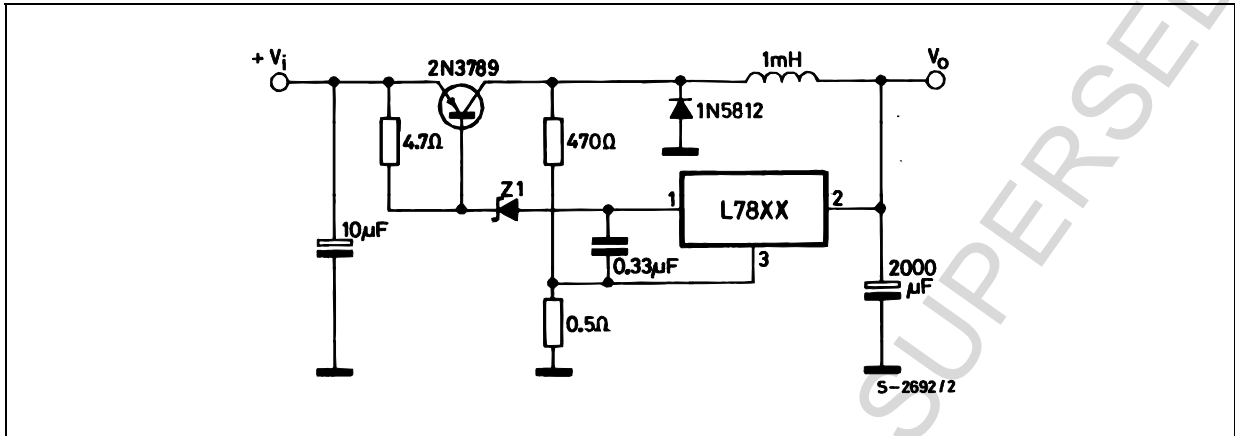 + Vi
2N3789
1mH
Vo
1N5812
4.7Ω
470Ω
Z1
1
L78XX
2
10µF
0.33µF
3
2000
µF
0.5Ω
S-2692/2
SUPERSE